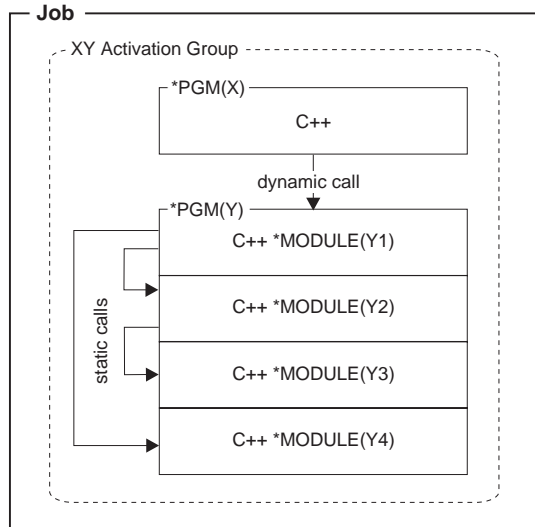 Job
XY Activation Group
*PGM(X)
C++
dynamic call
*PGM(Y)
C++ *MODULE(Y1)
C++ *MODULE(Y2)
static calls
C++ *MODULE(Y3)
C++ *MODULE(Y4)